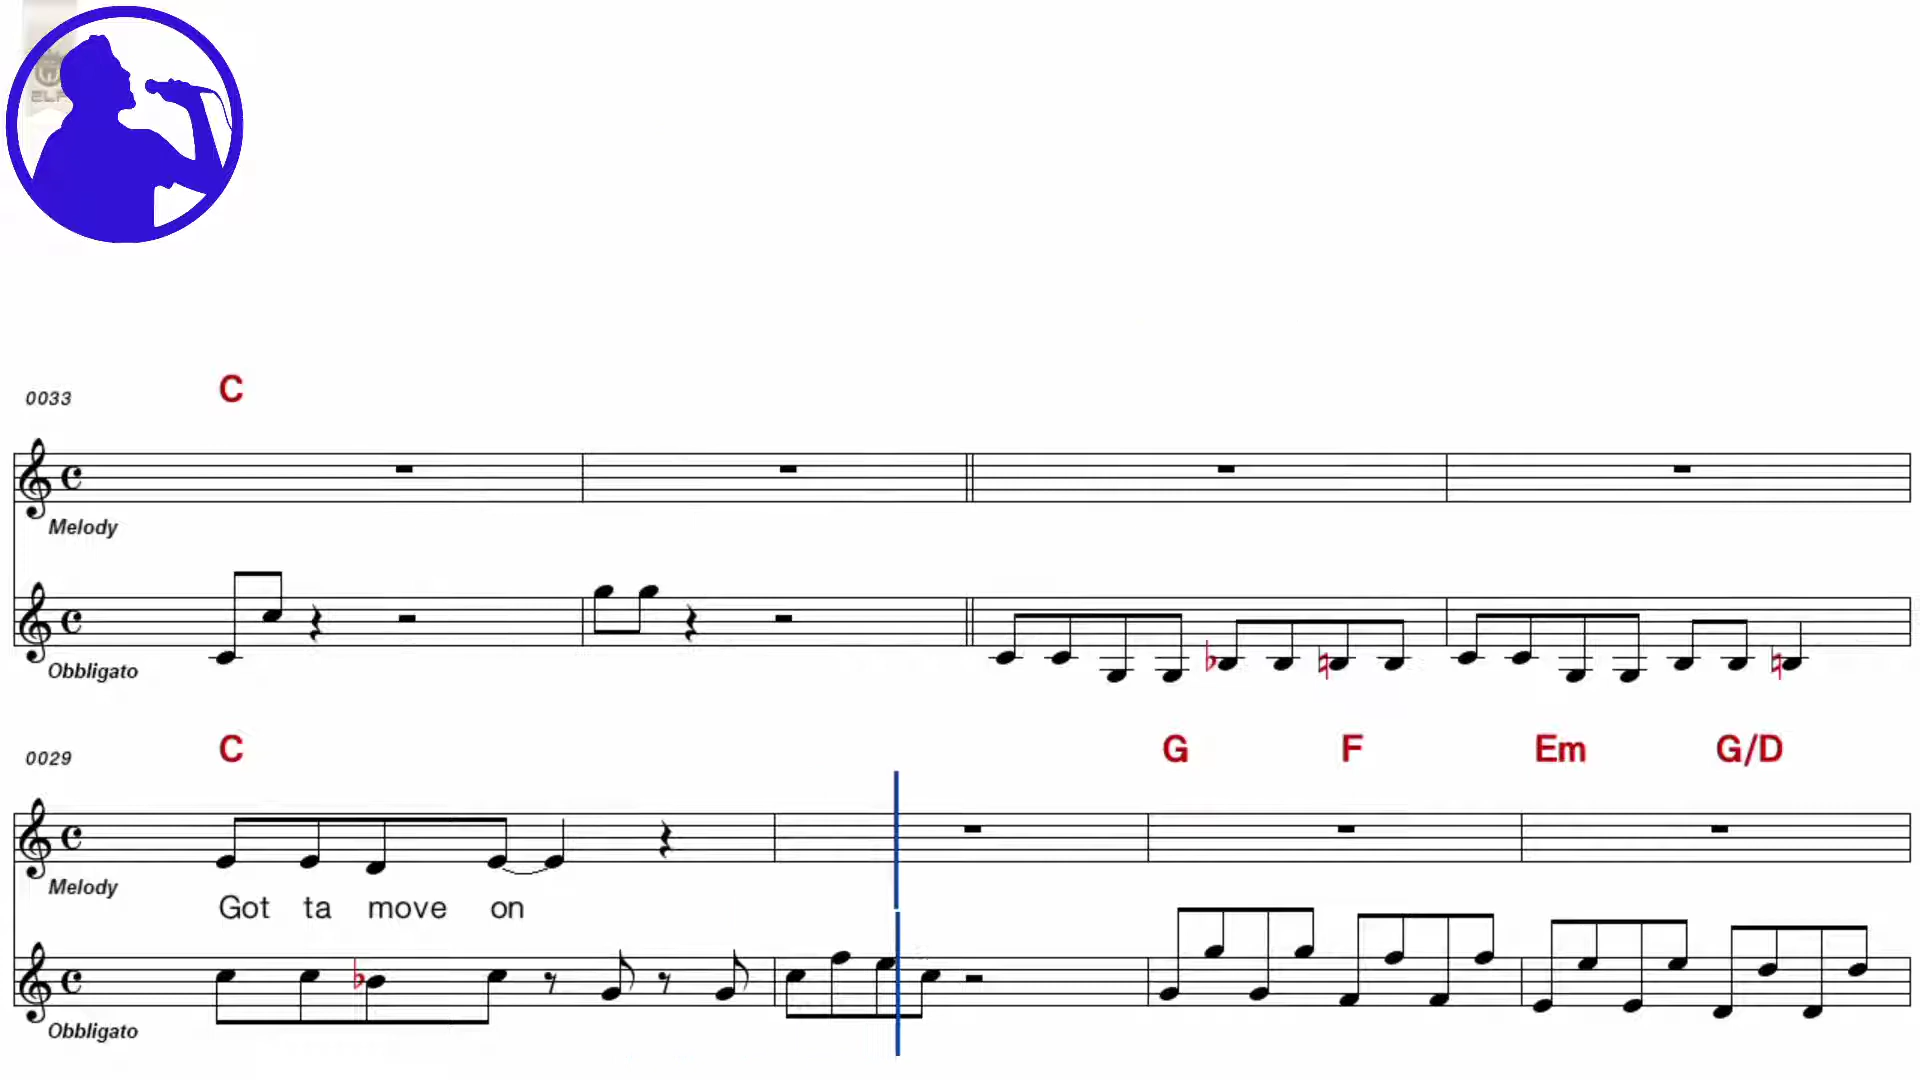 0033 C
Melody
Obbligato
0029 C G F Em G/D
Melody
Got ta move on
Obbligato